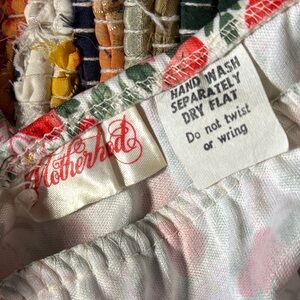 Motherhood
HAND WASH
SEPARATELY
DRY FLAT
Do not twist
or wring